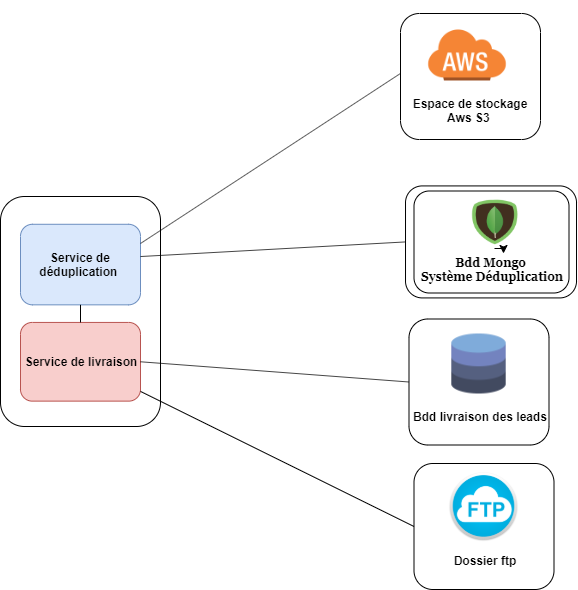 AWS
Espace de stockage
Aws S3
Service de
déduplication
Bdd Mongo
Système Déduplication
Service de livraison
Bdd livraison des leads
FTP
Dossier ftp